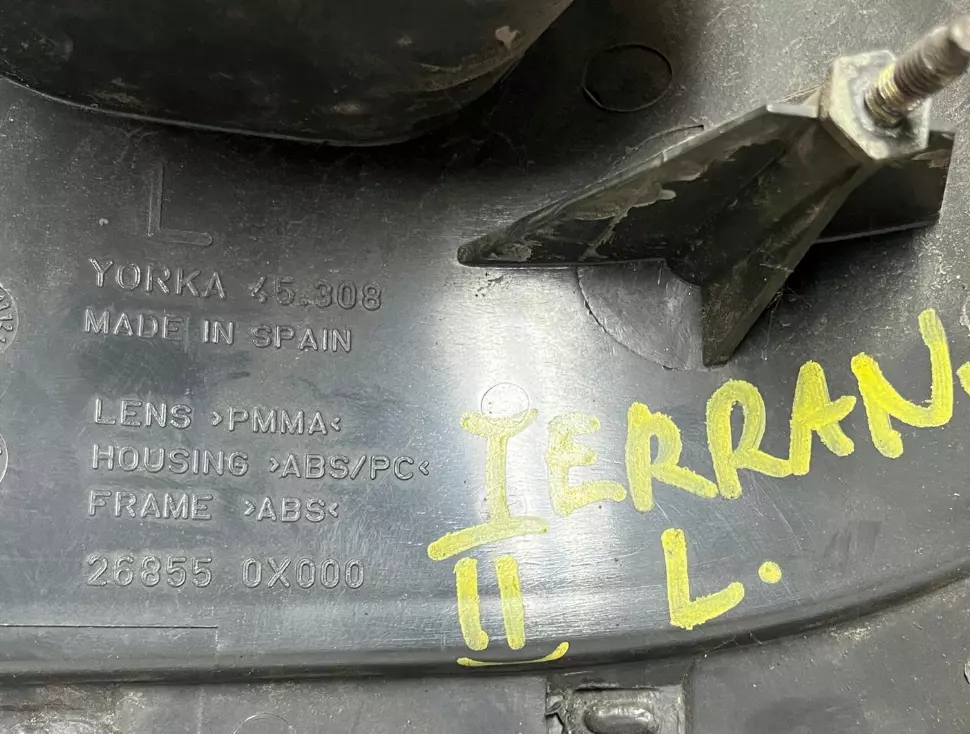 L
YORKA 45.308
MADE IN SPAIN
LENS >PMMA<
HOUSING >ABS/PC<
FRAME >ABS<
26855 0X000
TERRAN
II L.